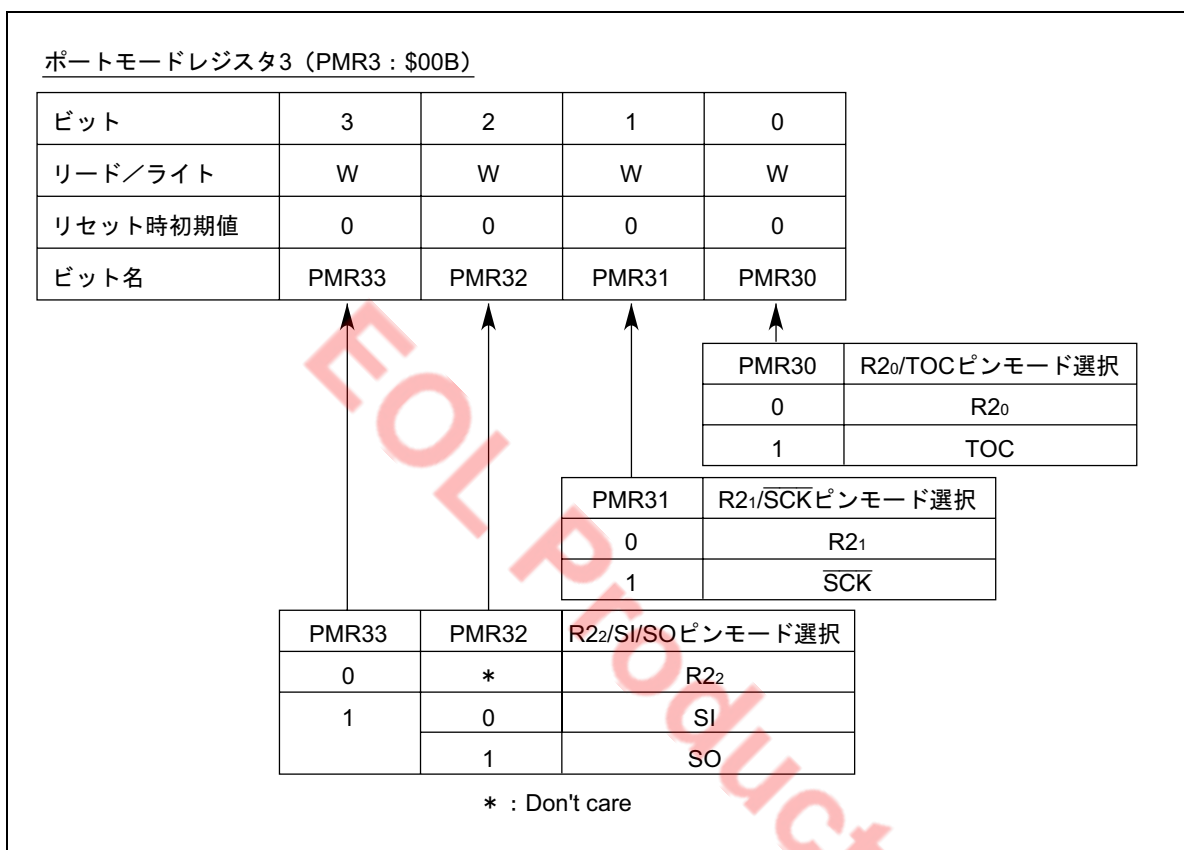 ポートモードレジスタ3（PMR3：$00B）
ビット 3 2 1 0
リード／ライト W W W W
リセット時初期値 0 0 0 0
ビット名 PMR33 PMR32 PMR31 PMR30
PMR30 R20/TOCピンモード選択
0 R20
1 TOC
PMR31 R21/S̅C̅K̅ピンモード選択
0 R21
1 S̅C̅K̅
PMR33 PMR32 R22/SI/SOピンモード選択
0 * R22
1 0 SI
1 SO
*：Don't care
EOL Product